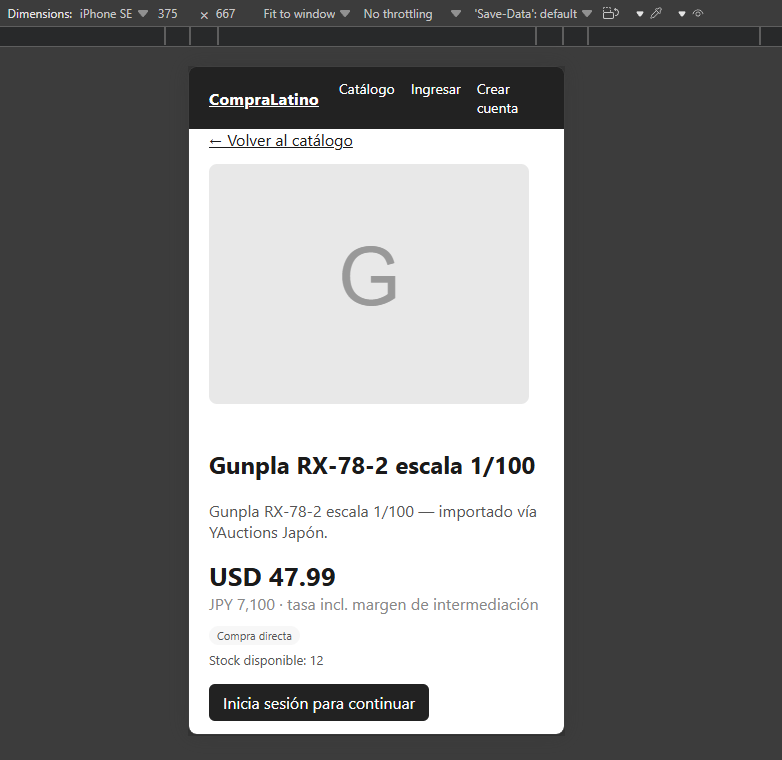 Dimensions: iPhone SE 375 × 667 Fit to window No throttling 'Save-Data': default
CompraLatino Catálogo Ingresar Crear
cuenta
← Volver al catálogo
G
Gunpla RX-78-2 escala 1/100
Gunpla RX-78-2 escala 1/100 — importado vía
YAuctions Japón.
USD 47.99
JPY 7,100 · tasa incl. margen de intermediación
Compra directa
Stock disponible: 12
Inicia sesión para continuar